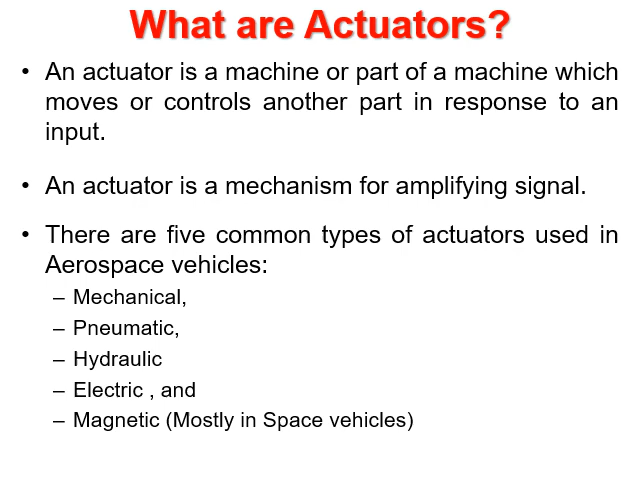 What are Actuators?
• An actuator is a machine or part of a machine which
moves or controls another part in response to an
input.
• An actuator is a mechanism for amplifying signal.
• There are five common types of actuators used in
Aerospace vehicles:
– Mechanical,
– Pneumatic,
– Hydraulic
– Electric , and
– Magnetic (Mostly in Space vehicles)